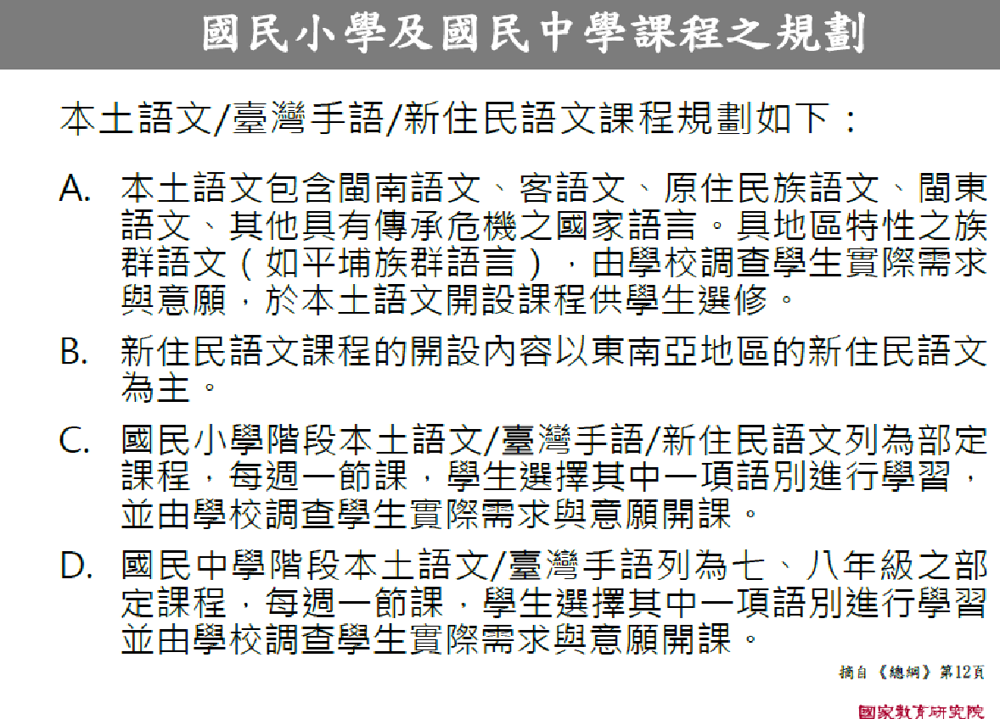 國民小學及國民中學課程之規劃
本土語文/臺灣手語/新住民語文課程規劃如下：
A. 本土語文包含閩南語文、客語文、原住民族語文、閩東
語文、其他具有傳承危機之國家語言。具地區特性之族
群語文（如平埔族群語言），由學校調查學生實際需求
與意願，於本土語文開設課程供學生選修。
B. 新住民語文課程的開設內容以東南亞地區的新住民語文
為主。
C. 國民小學階段本土語文/臺灣手語/新住民語文列為部定
課程，每週一節課，學生選擇其中一項語別進行學習，
並由學校調查學生實際需求與意願開課。
D. 國民中學階段本土語文/臺灣手語列為七、八年級之部
定課程，每週一節課，學生選擇其中一項語別進行學習
並由學校調查學生實際需求與意願開課。
摘自《總綱》第12頁
國家教育研究院